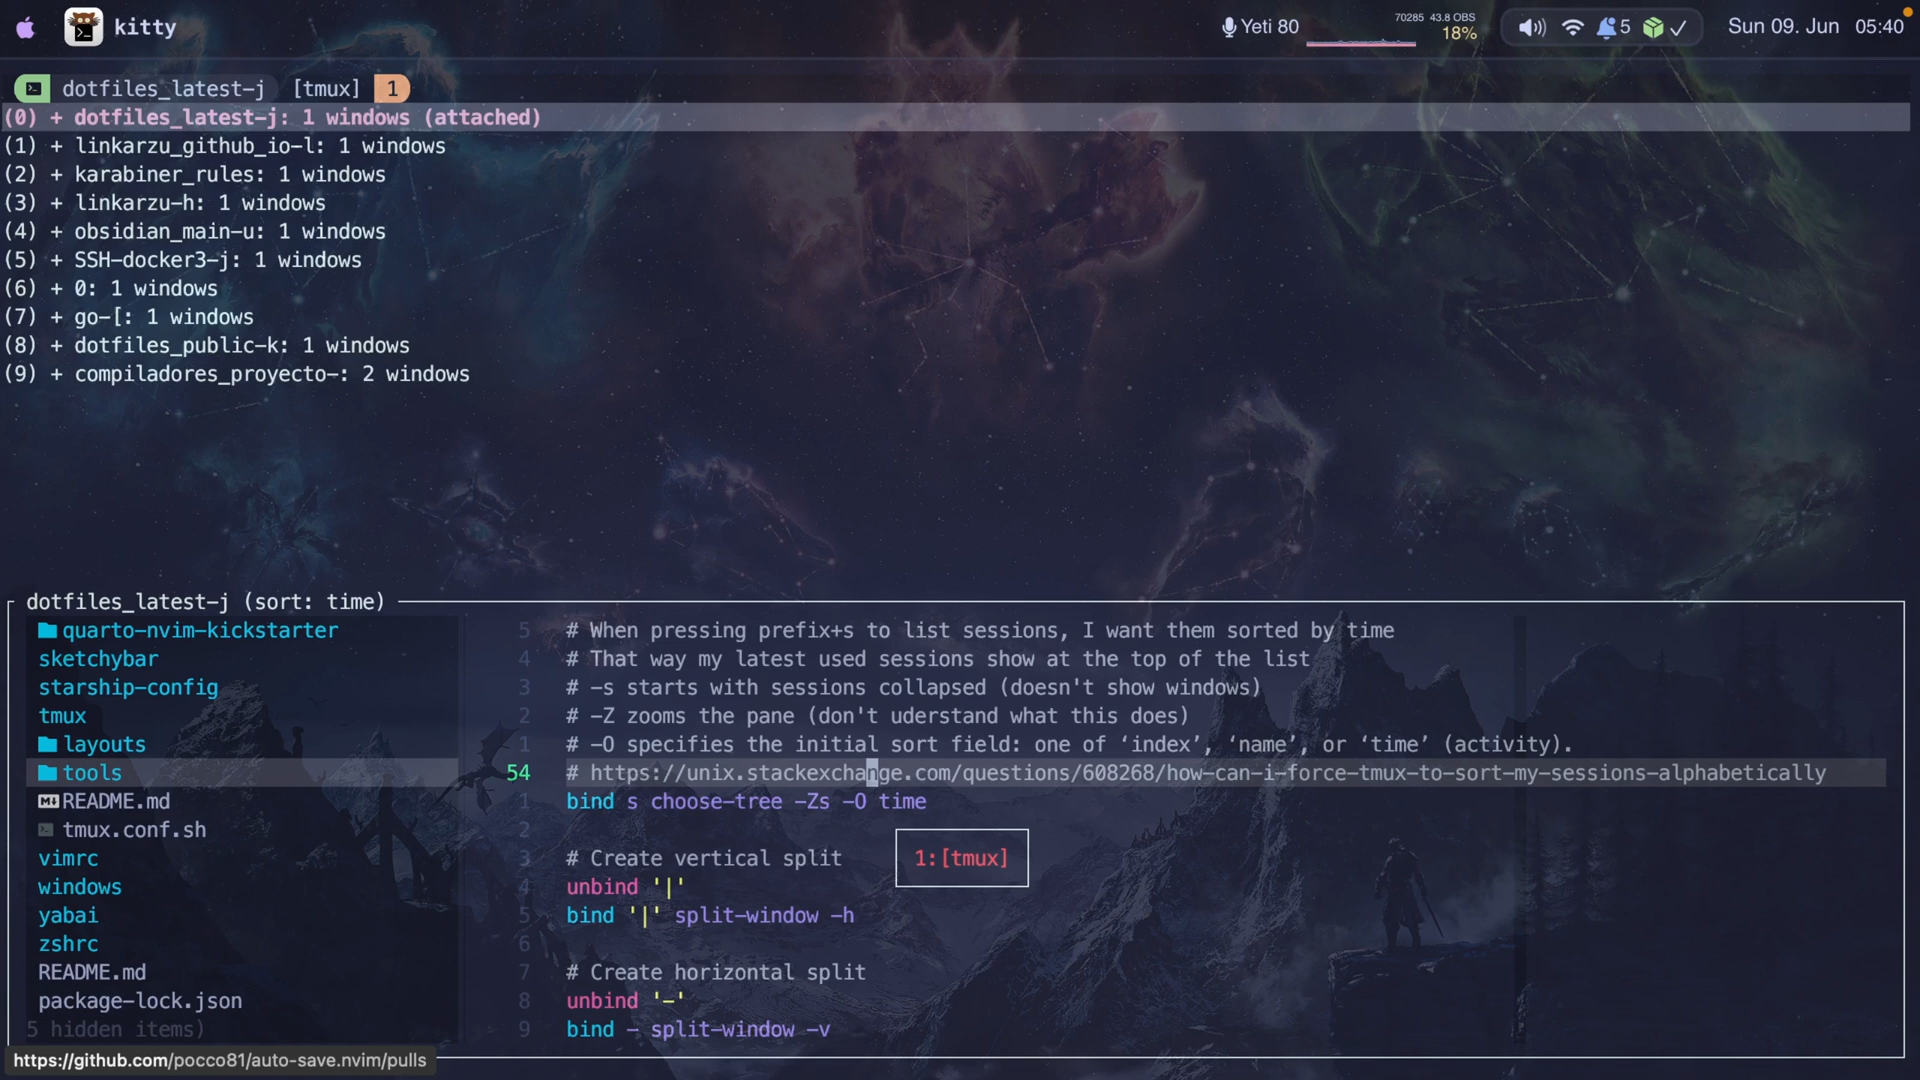 kitty
Yeti 80
70285 43.8 OBS
18%
5
Sun 09. Jun 05:40
dotfiles_latest-j [tmux] 1
(0) + dotfiles_latest-j: 1 windows (attached)
(1) + linkarzu_github_io-l: 1 windows
(2) + karabiner_rules: 1 windows
(3) + linkarzu-h: 1 windows
(4) + obsidian_main-u: 1 windows
(5) + SSH-docker3-j: 1 windows
(6) + 0: 1 windows
(7) + go-[: 1 windows
(8) + dotfiles_public-k: 1 windows
(9) + compiladores_proyecto-: 2 windows
dotfiles_latest-j (sort: time)
quarto-nvim-kickstarter
sketchybar
starship-config
tmux
layouts
tools
README.md
tmux.conf.sh
vimrc
windows
yabai
zshrc
README.md
package-lock.json
5 hidden items)
5 # When pressing prefix+s to list sessions, I want them sorted by time
4 # That way my latest used sessions show at the top of the list
3 # -s starts with sessions collapsed (doesn't show windows)
2 # -Z zooms the pane (don't uderstand what this does)
1 # -O specifies the initial sort field: one of ‘index’, ‘name’, or ‘time’ (activity).
54 # https://unix.stackexchange.com/questions/608268/how-can-i-force-tmux-to-sort-my-sessions-alphabetically
1 bind s choose-tree -Zs -O time
2
3 # Create vertical split
4 unbind '|'
5 bind '|' split-window -h
6
7 # Create horizontal split
8 unbind '-'
9 bind - split-window -v
1:[tmux]
https://github.com/pocco81/auto-save.nvim/pulls